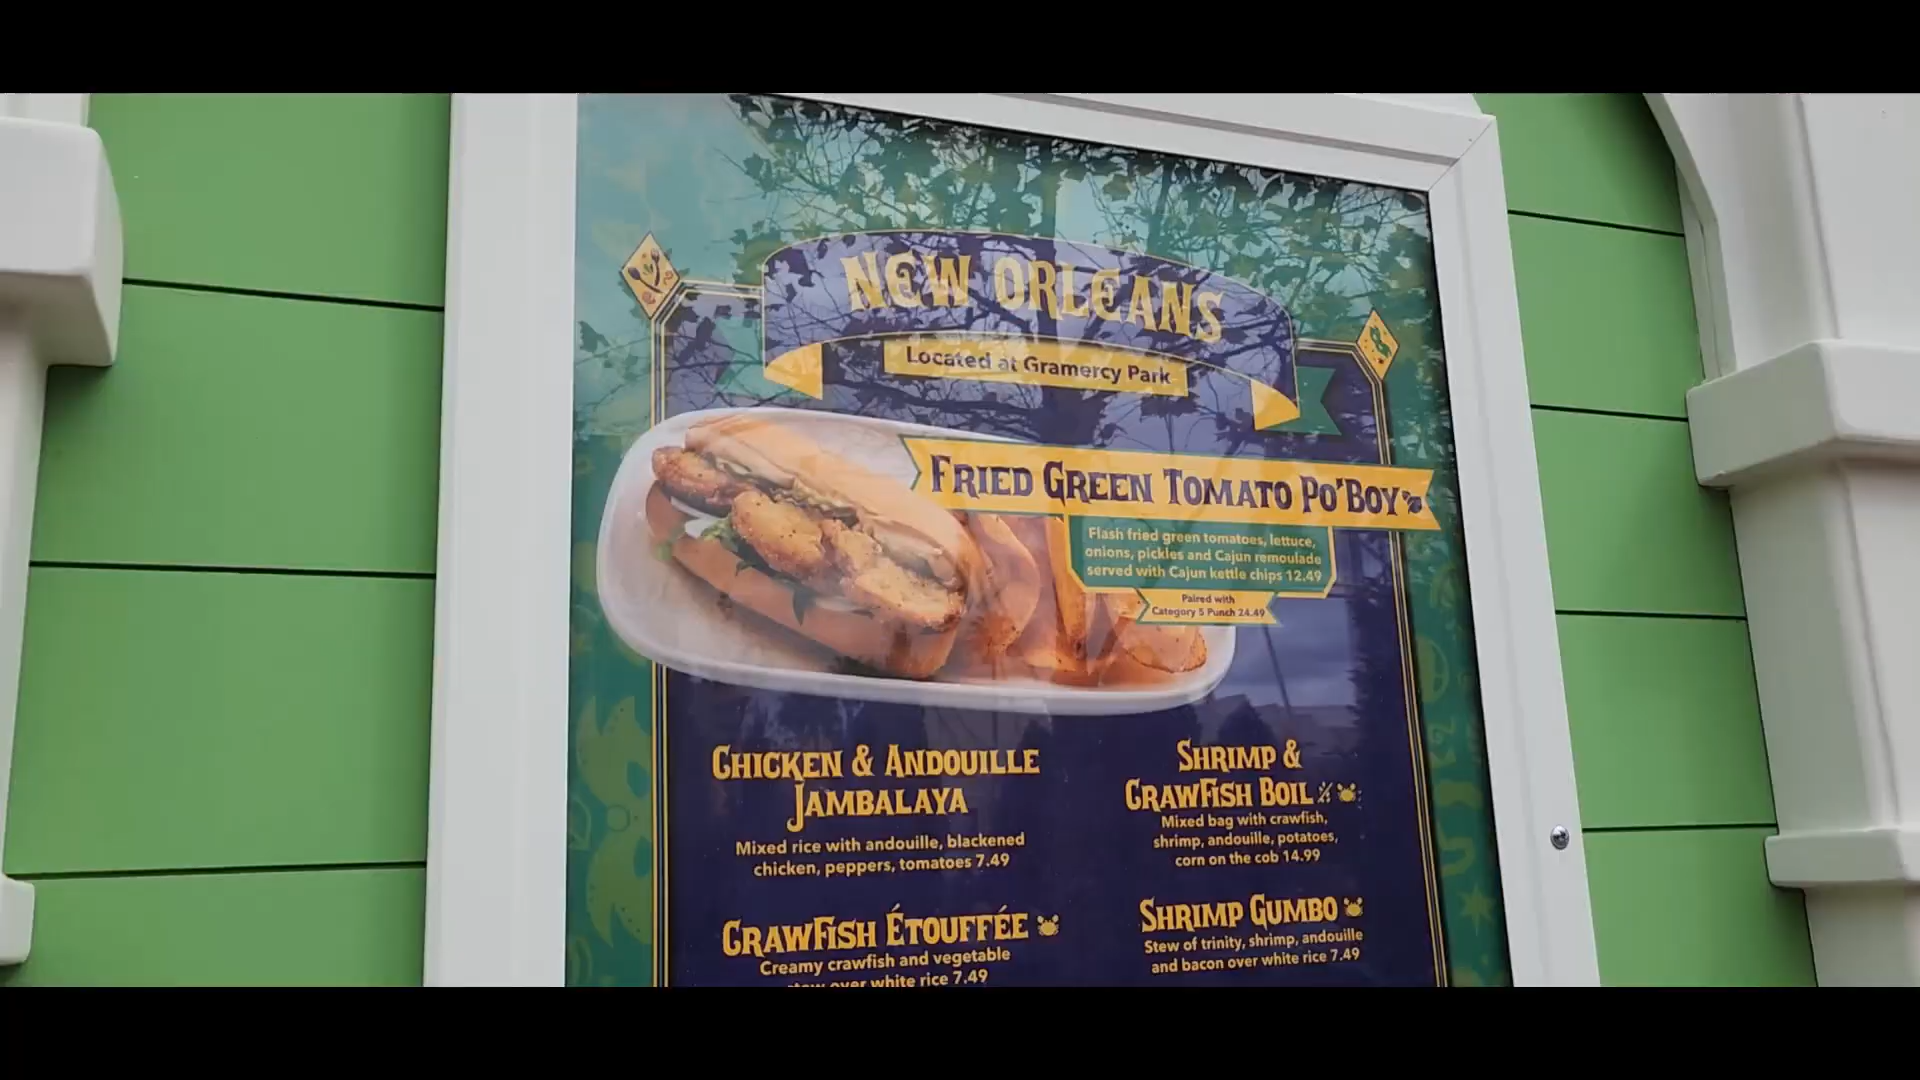 NEW ORLEANS
Located at Gramercy Park
FRIED GREEN TOMATO PO'BOY
Flash fried green tomatoes, lettuce,
onions, pickles and Cajun remoulade
served with Cajun kettle chips 12.49
Paired with
Category 5 Punch 24.49
CHICKEN & ANDOUILLE
JAMBALAYA
Mixed rice with andouille, blackened
chicken, peppers, tomatoes 7.49
SHRIMP &
CRAWFISH BOIL
Mixed bag with crawfish,
shrimp, andouille, potatoes,
corn on the cob 14.99
CRAWFISH ÉTOUFFÉE
Creamy crawfish and vegetable
stew over white rice 7.49
SHRIMP GUMBO
Stew of trinity, shrimp, andouille
and bacon over white rice 7.49